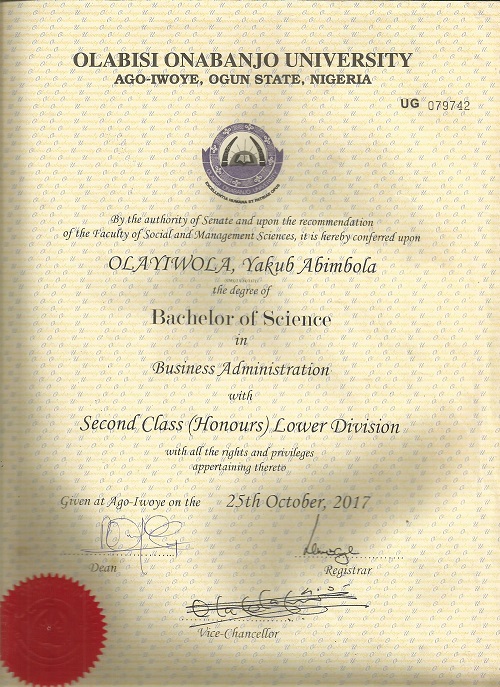 OLABISI ONABANJO UNIVERSITY
AGO-IWOYE, OGUN STATE, NIGERIA
UG 079742
By the authority of Senate and upon the recommendation
of the Faculty of Social and Management Sciences, it is hereby conferred upon
OLAYIWOLA, Yakub Abimbola
the degree of
Bachelor of Science
in
Business Administration
with
Second Class (Honours) Lower Division
with all the rights and privileges
appertaining thereto
Given at Ago-Iwoye on the 25th October, 2017
Dean
Registrar
Vice-Chancellor